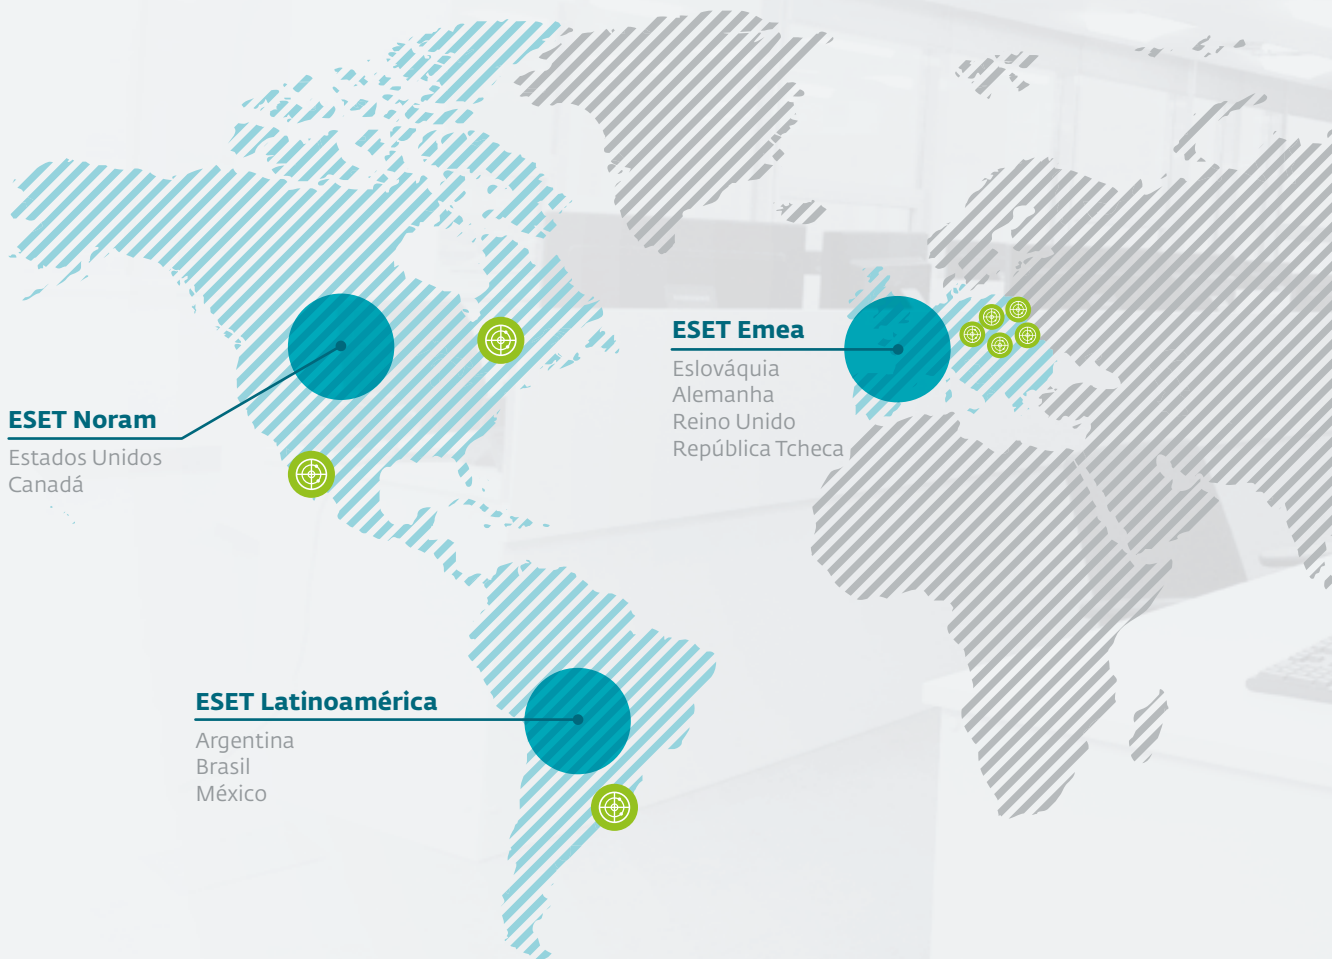 ESET Noram
Estados Unidos
Canadá
ESET Emea
Eslováquia
Alemanha
Reino Unido
República Tcheca
ESET Latinoamérica
Argentina
Brasil
México